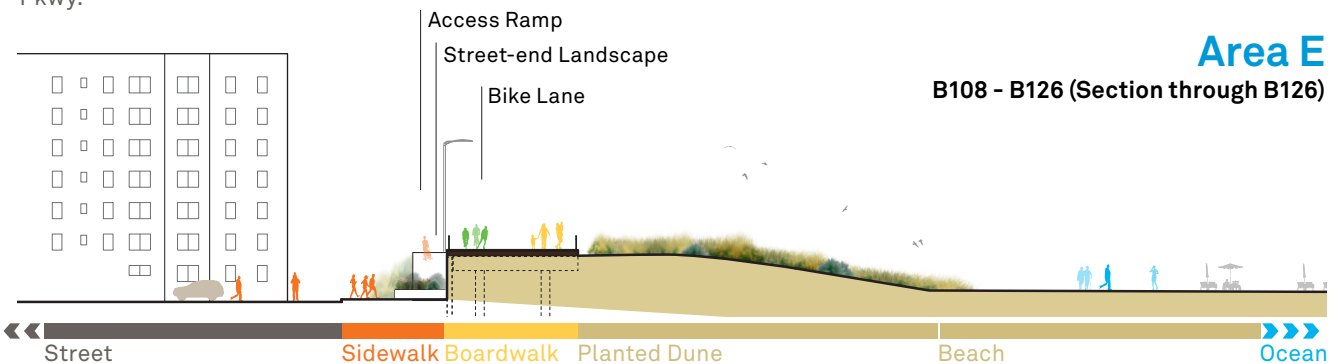 Pkwy.
Access Ramp
Street-end Landscape
Bike Lane
Area E
B108 - B126 (Section through B126)
Street
Sidewalk
Boardwalk
Planted Dune
Beach
Ocean